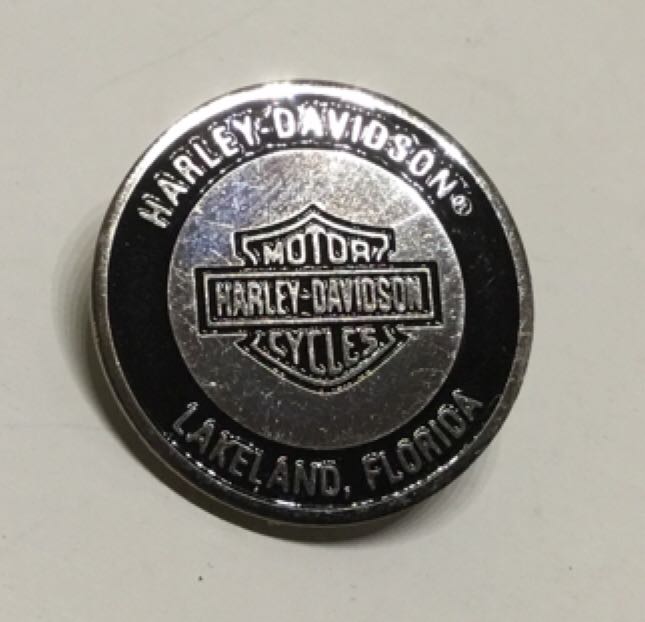 HARLEY-DAVIDSON®
MOTOR
HARLEY-DAVIDSON
CYCLES
LAKELAND, FLORIDA